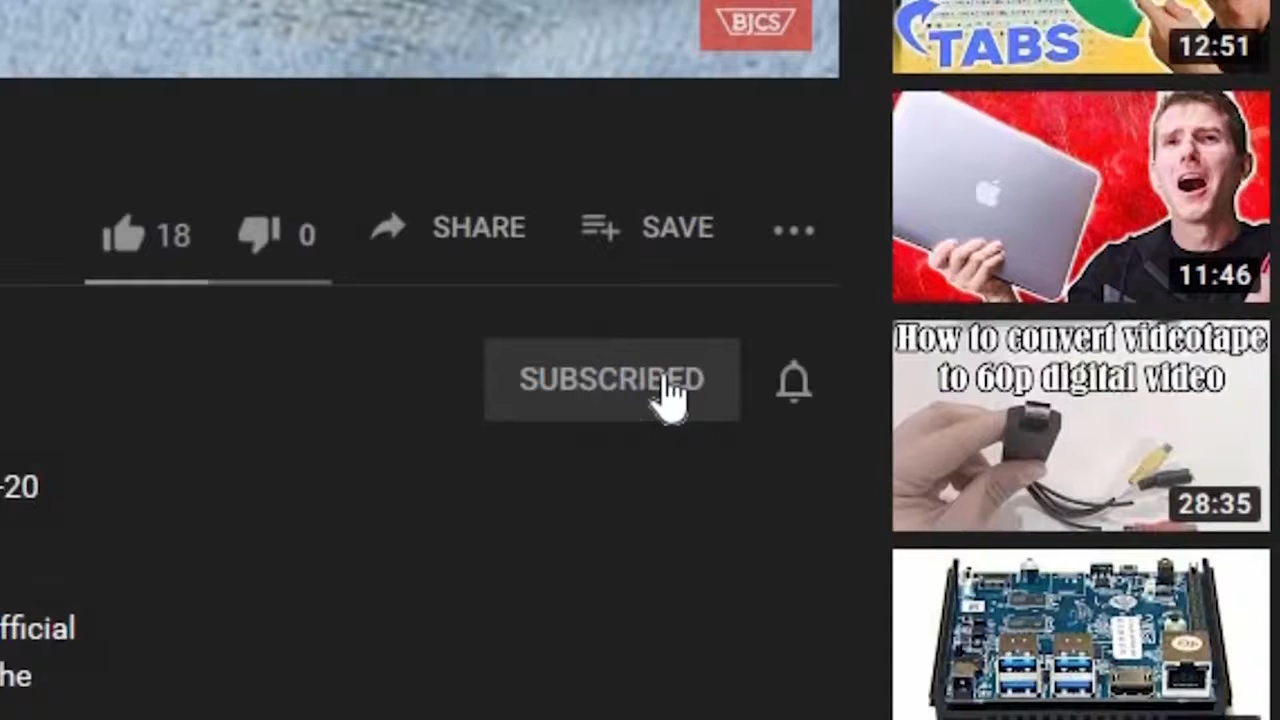 BJCS
TABS
12:51
11:46
18
0
SHARE
SAVE
SUBSCRIBED
How to convert videotape
to 60p digital video
28:35
-20
fficial
he